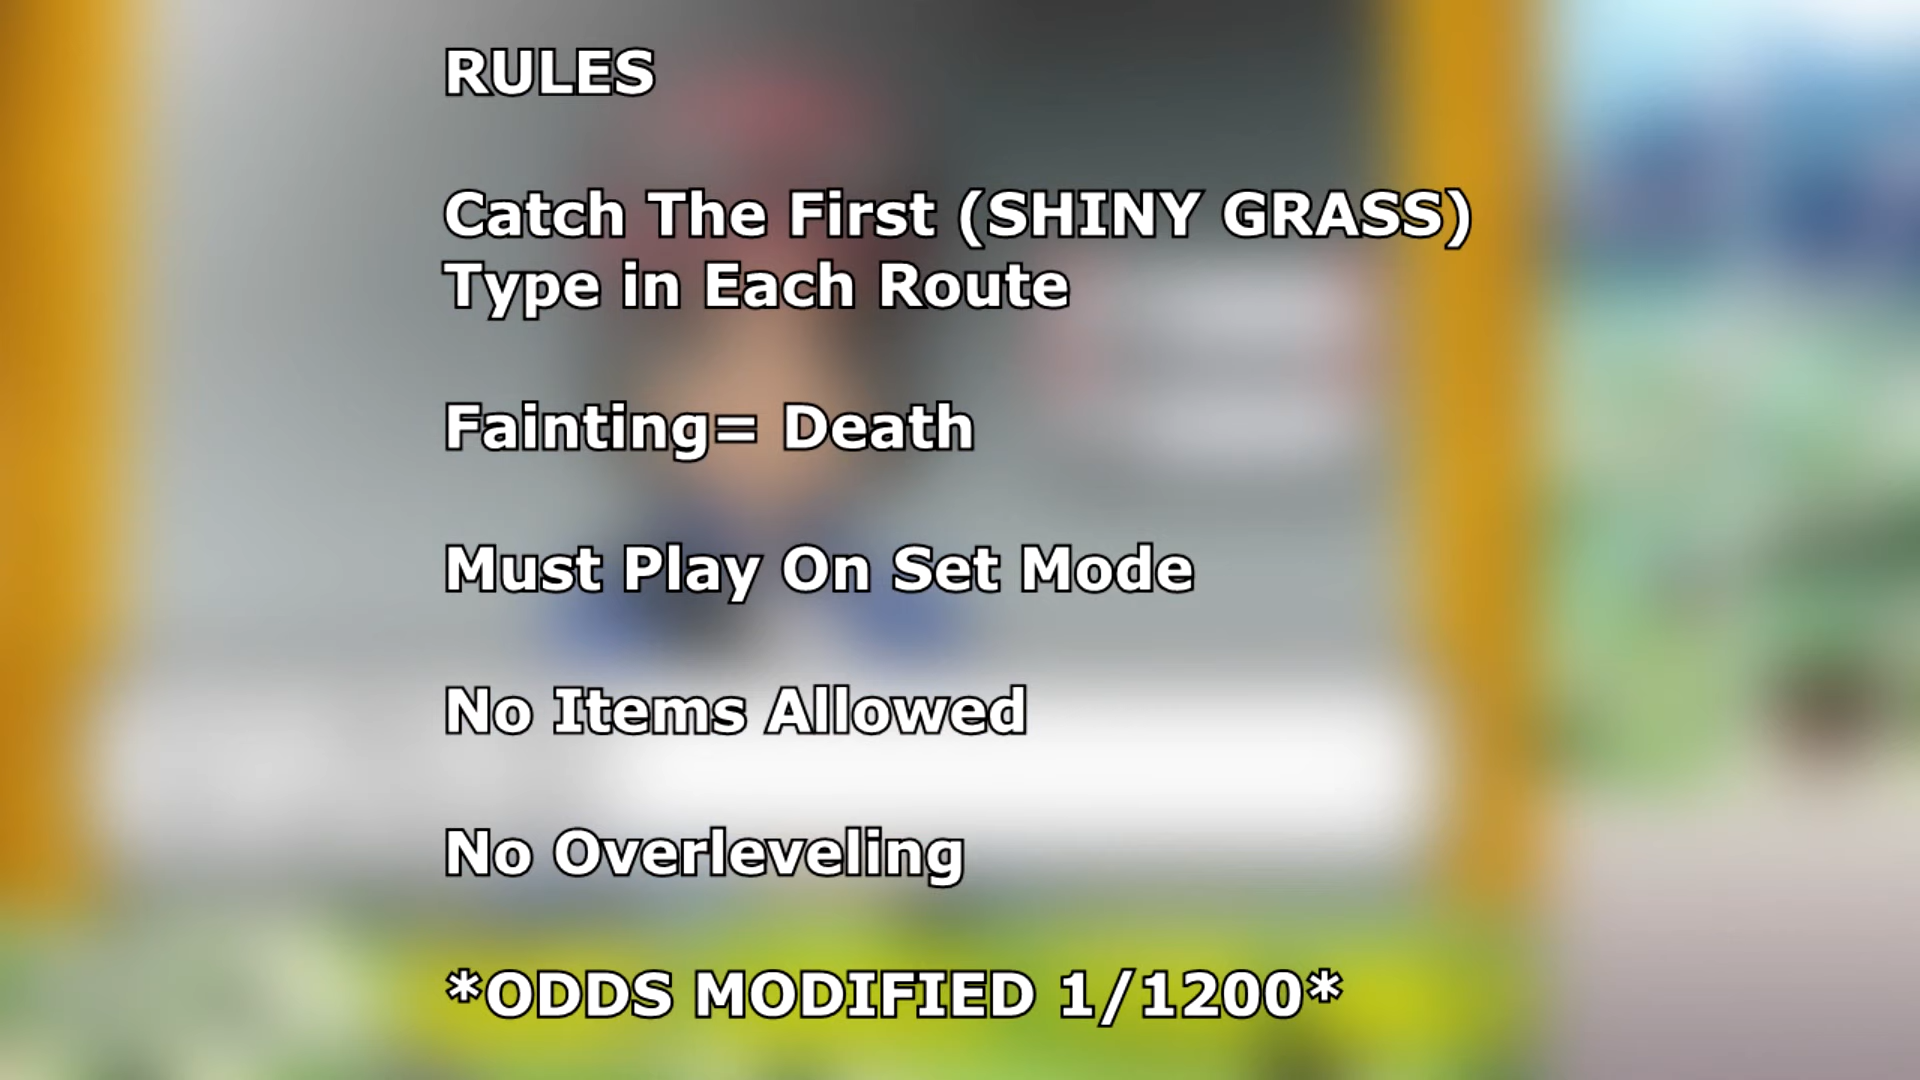 RULES
Catch The First (SHINY GRASS)
Type in Each Route
Fainting= Death
Must Play On Set Mode
No Items Allowed
No Overleveling
*ODDS MODIFIED 1/1200*